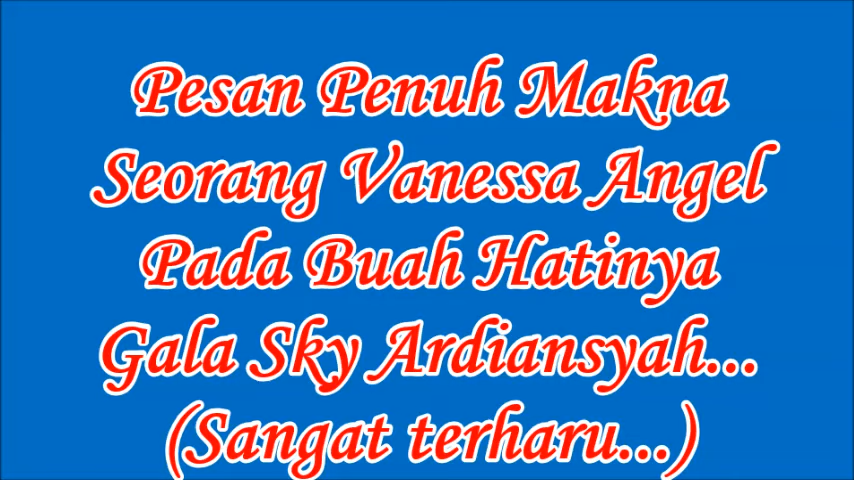 Pesan Penuh Makna
Seorang Vanessa Angel
Pada Buah Hatinya
Gala Sky Ardiansyah...
(Sangat terharu...)